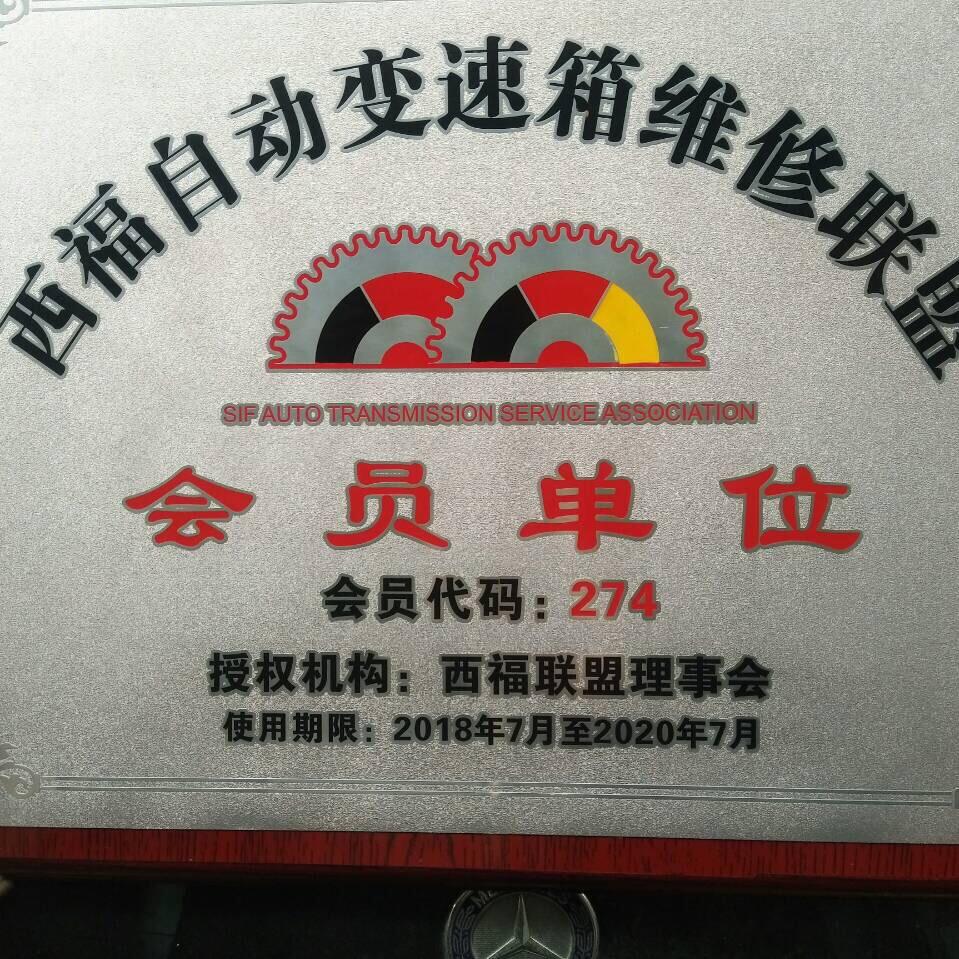 西福自动变速箱维修联盟
SIF AUTO TRANSMISSION SERVICE ASSOCIATION
会员单位
会员代码：274
授权机构：西福联盟理事会
使用期限：2018年7月至2020年7月